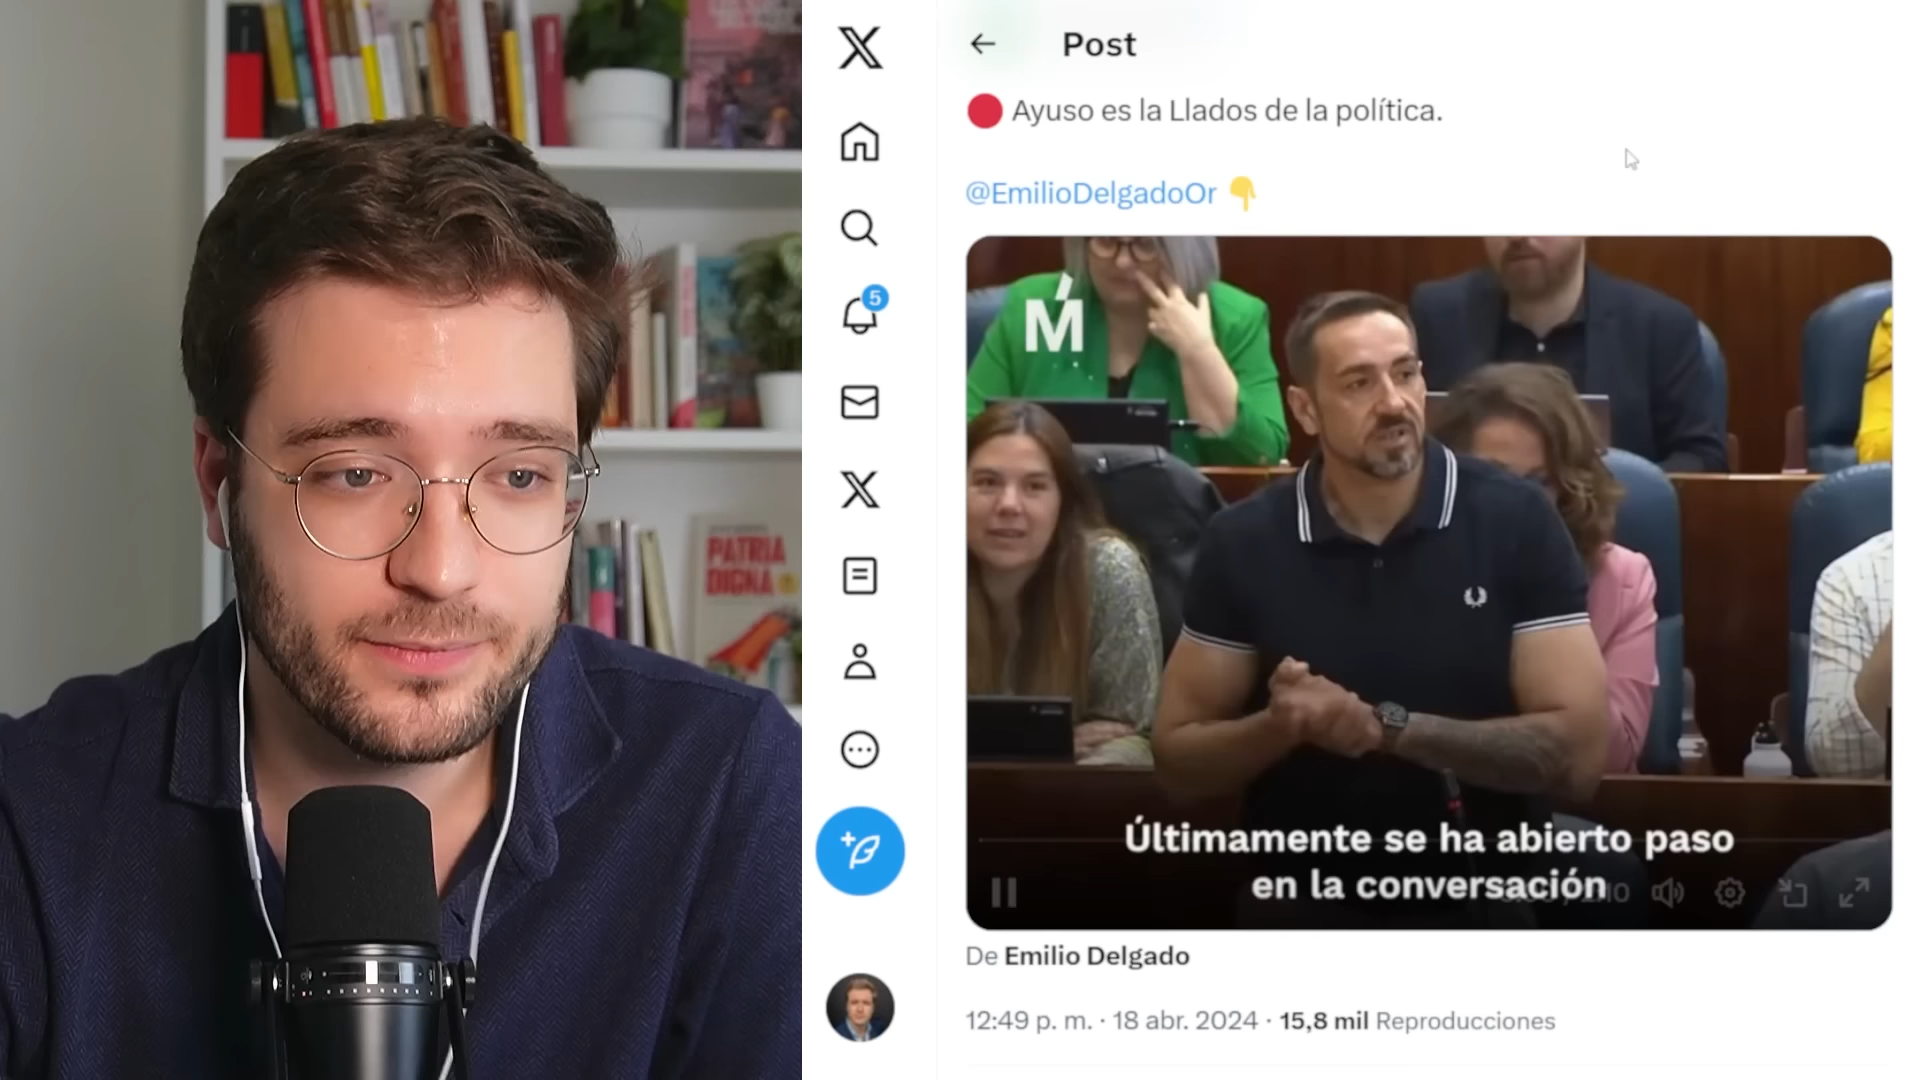 Post
Ayuso es la Llados de la política.
@EmilioDelgadoOr
5
Ḿ
PATRIA
DIGNA
Últimamente se ha abierto paso
en la conversación
De Emilio Delgado
12:49 p. m. · 18 abr. 2024 · 15,8 mil Reproducciones